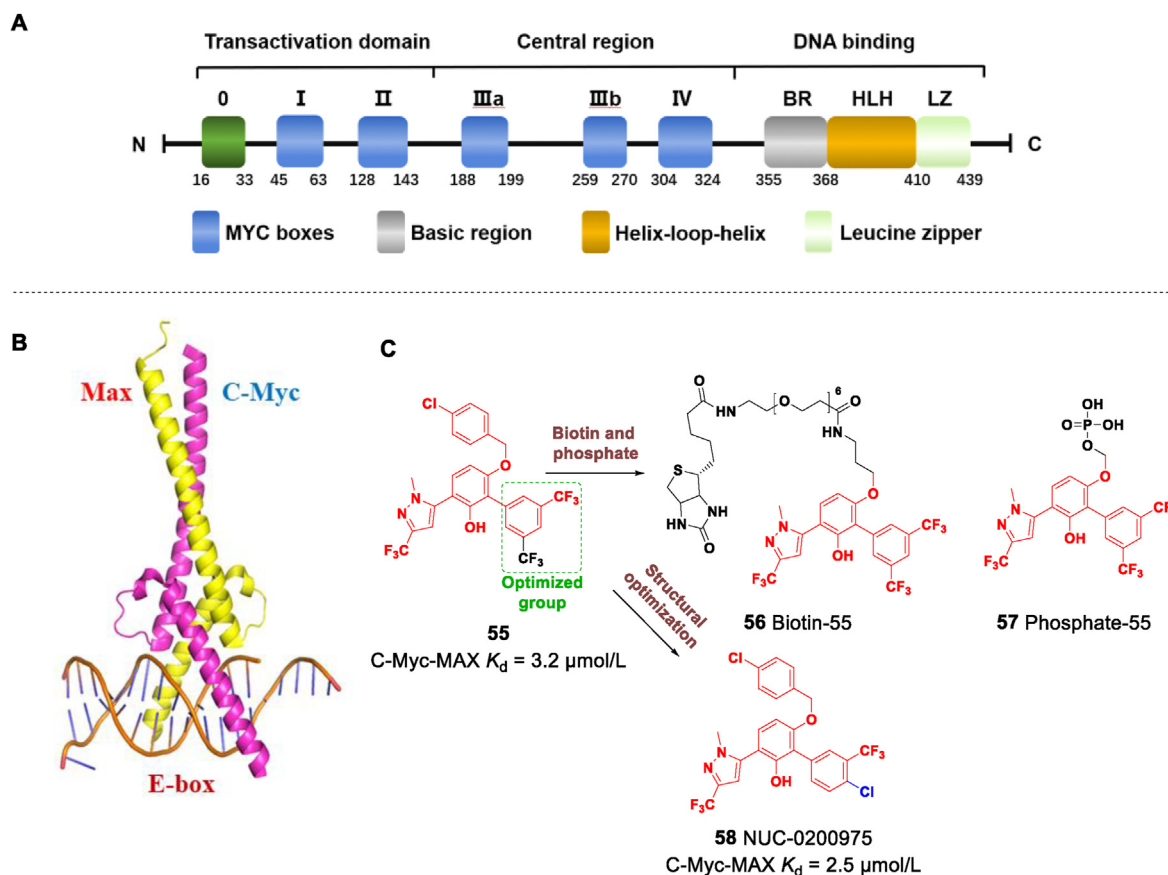 A
Transactivation domain Central region DNA binding
0 I II IIIa IIIb IV BR HLH LZ
N C
16 33 45 63 128 143 188 199 259 270 304 324 355 368 410 439
MYC boxes Basic region Helix-loop-helix Leucine zipper
B
Max C-Myc
E-box
C
Cl
O
N
N
OH
F₃C
CF₃
CF₃
Optimized
group
55
C-Myc-MAX Kd = 3.2 μmol/L
Biotin and
phosphate
O
N
H
O
6
O
N
H
S
HN
NH
O
O
N
N
OH
F₃C
CF₃
F₃C
56 Biotin-55
OH
O=P-OH
O
O
N
N
OH
F₃C
CF
CF₃
57 Phosphate-55
Structural
optimization
Cl
O
N
N
OH
F₃C
CF₃
Cl
58 NUC-0200975
C-Myc-MAX Kd = 2.5 μmol/L